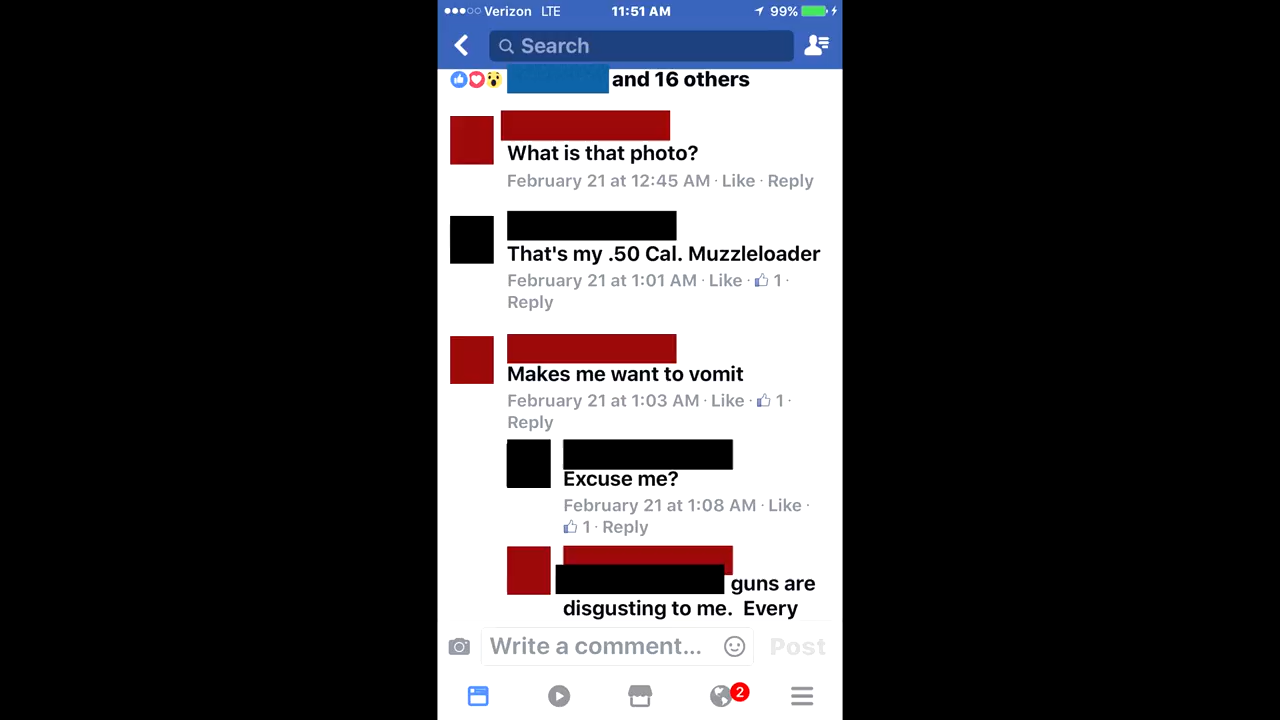 Verizon LTE 11:51 AM 99%
Search
and 16 others
What is that photo?
February 21 at 12:45 AM · Like · Reply
That's my .50 Cal. Muzzleloader
February 21 at 1:01 AM · Like · 1 ·
Reply
Makes me want to vomit
February 21 at 1:03 AM · Like · 1 ·
Reply
Excuse me?
February 21 at 1:08 AM · Like ·
1 · Reply
guns are
disgusting to me. Every
Write a comment... Post
2